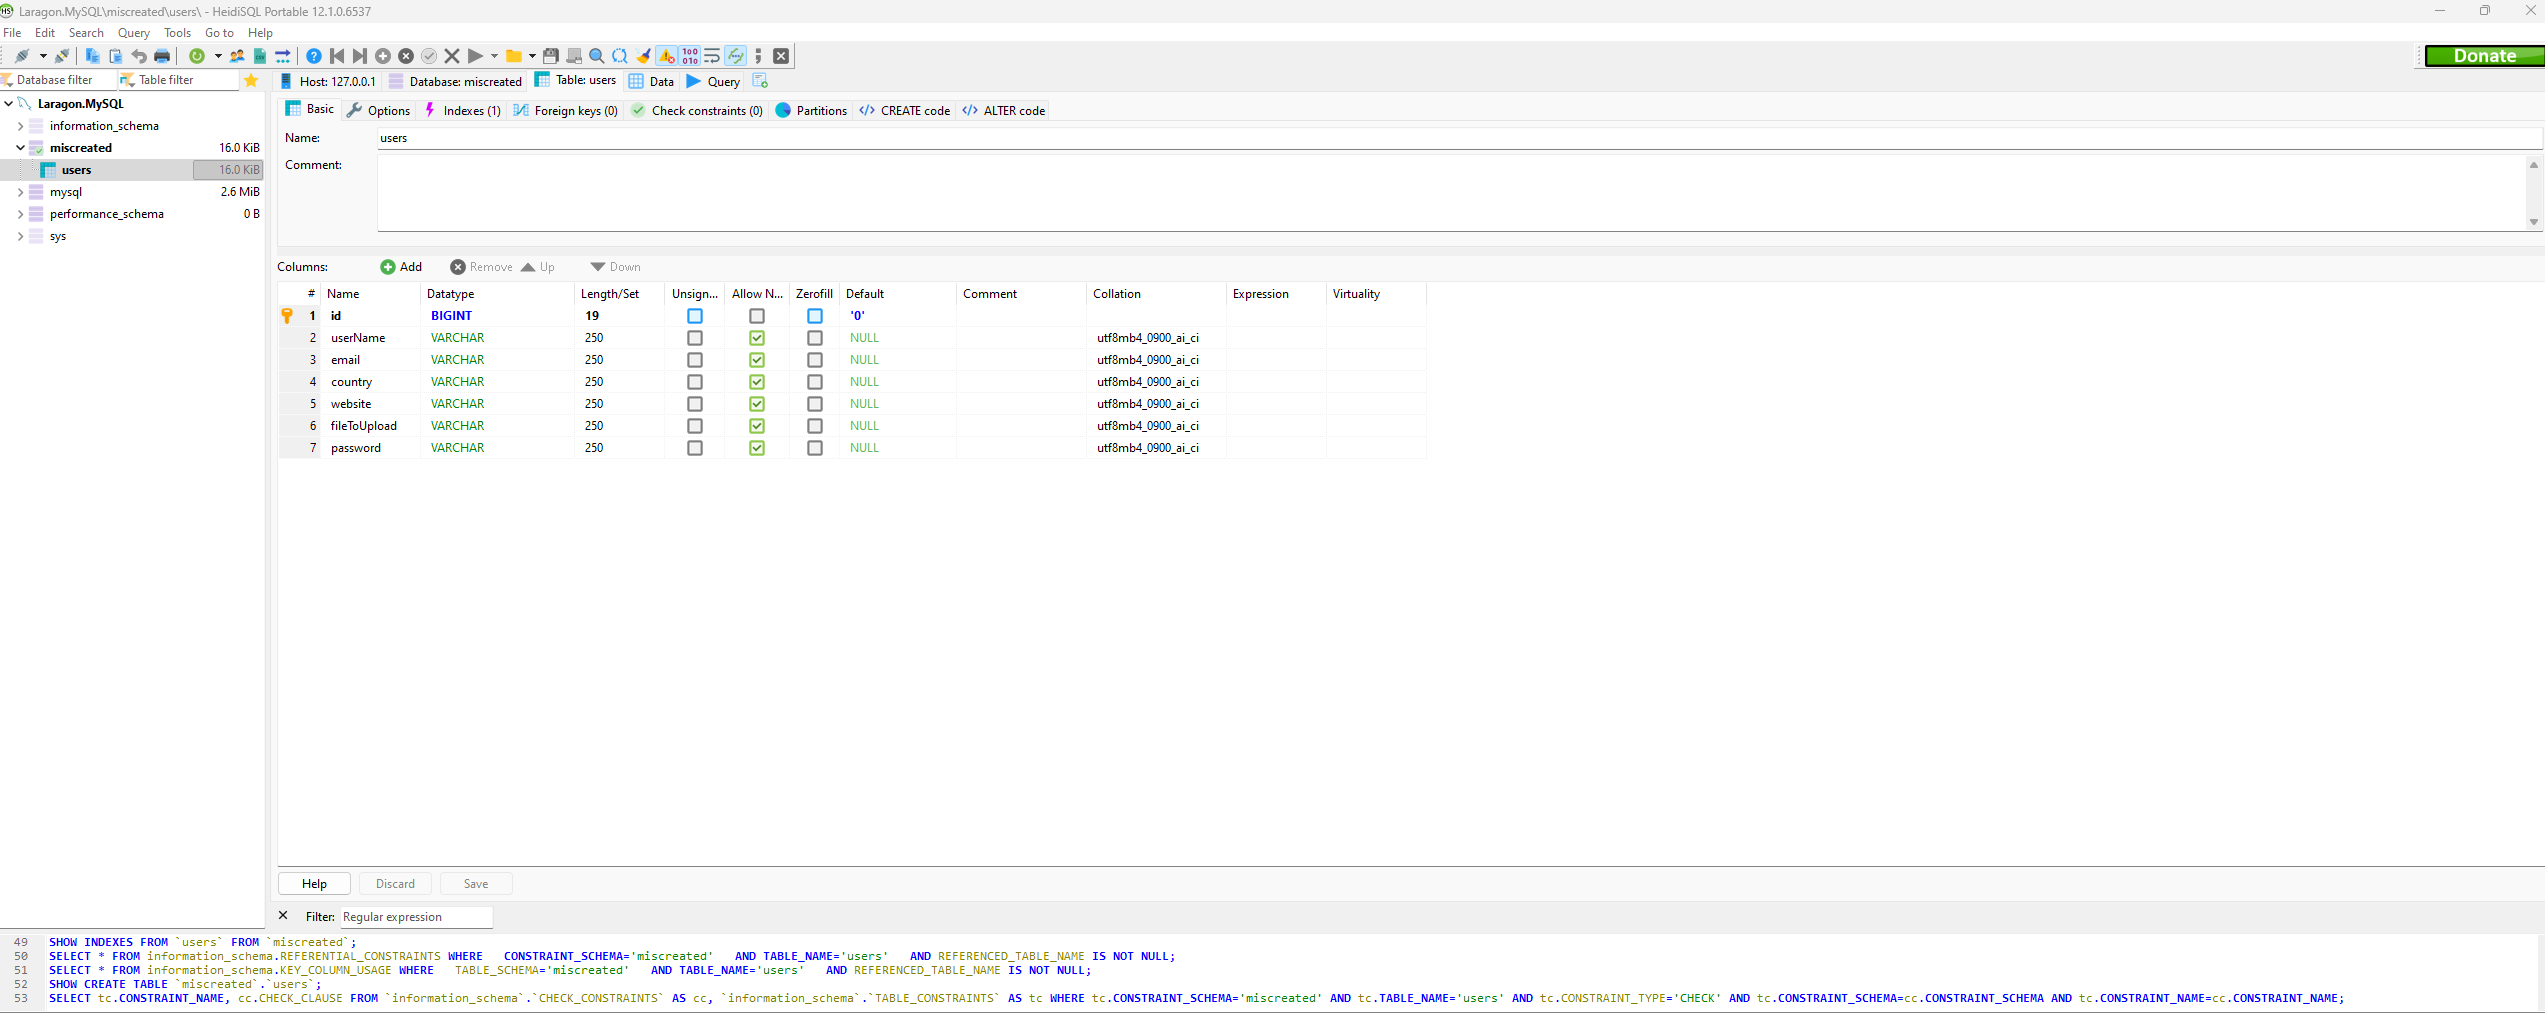 Laragon.MySQL\miscreated\users\ - HeidiSQL Portable 12.1.0.6537
File Edit Search Query Tools Go to Help
Donate
Database filter Table filter
Host: 127.0.0.1 Database: miscreated Table: users Data Query
Laragon.MySQL
information_schema
miscreated 16.0 KiB
users 16.0 KiB
mysql 2.6 MiB
performance_schema 0 B
sys
Basic Options Indexes (1) Foreign keys (0) Check constraints (0) Partitions CREATE code ALTER code
Name: users
Comment:
Columns: Add Remove Up Down
# Name Datatype Length/Set Unsign... Allow N... Zerofill Default Comment Collation Expression Virtuality
1 id BIGINT 19 '0'
2 userName VARCHAR 250 NULL utf8mb4_0900_ai_ci
3 email VARCHAR 250 NULL utf8mb4_0900_ai_ci
4 country VARCHAR 250 NULL utf8mb4_0900_ai_ci
5 website VARCHAR 250 NULL utf8mb4_0900_ai_ci
6 fileToUpload VARCHAR 250 NULL utf8mb4_0900_ai_ci
7 password VARCHAR 250 NULL utf8mb4_0900_ai_ci
Help Discard Save
Filter: Regular expression
49 SHOW INDEXES FROM `users` FROM `miscreated`;
50 SELECT * FROM information_schema.REFERENTIAL_CONSTRAINTS WHERE CONSTRAINT_SCHEMA='miscreated' AND TABLE_NAME='users' AND REFERENCED_TABLE_NAME IS NOT NULL;
51 SELECT * FROM information_schema.KEY_COLUMN_USAGE WHERE TABLE_SCHEMA='miscreated' AND TABLE_NAME='users' AND REFERENCED_TABLE_NAME IS NOT NULL;
52 SHOW CREATE TABLE `miscreated`.`users`;
53 SELECT tc.CONSTRAINT_NAME, cc.CHECK_CLAUSE FROM `information_schema`.`CHECK_CONSTRAINTS` AS cc, `information_schema`.`TABLE_CONSTRAINTS` AS tc WHERE tc.CONSTRAINT_SCHEMA='miscreated' AND tc.TABLE_NAME='users' AND tc.CONSTRAINT_TYPE='CHECK' AND tc.CONSTRAINT_SCHEMA=cc.CONSTRAINT_SCHEMA AND tc.CONSTRAINT_NAME=cc.CONSTRAINT_NAME;